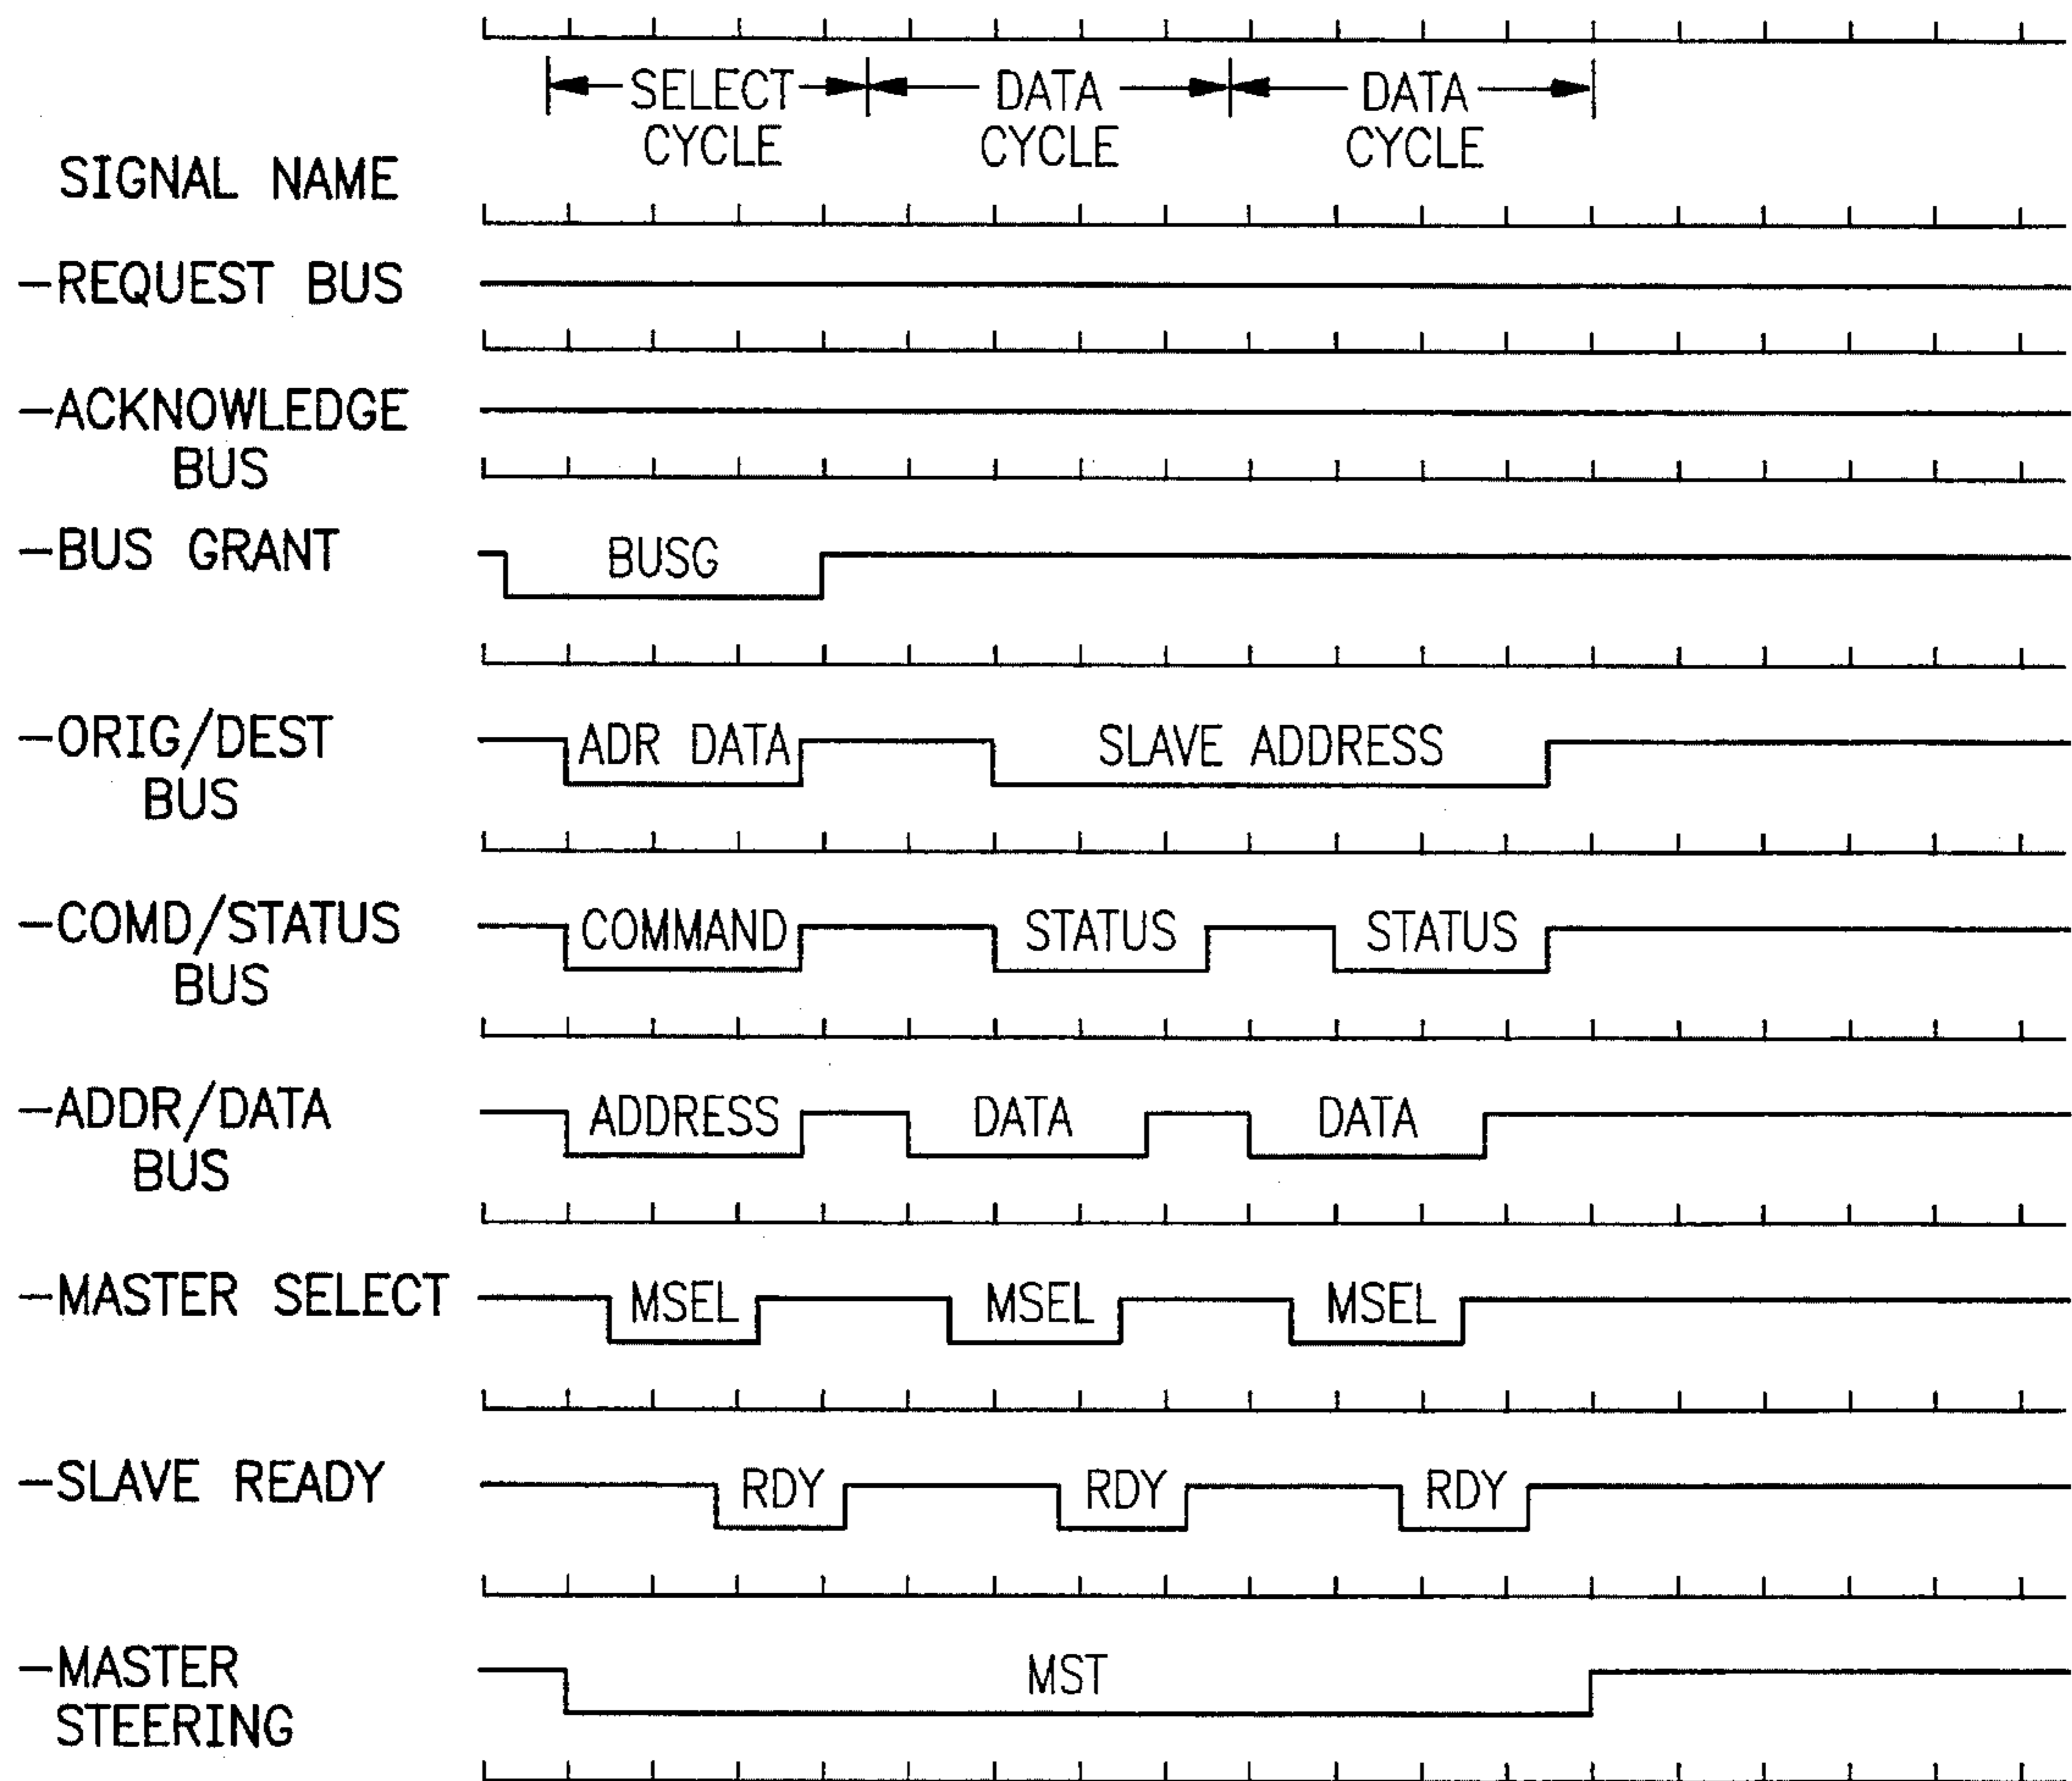 SELECT CYCLE
DATA CYCLE
DATA CYCLE
SIGNAL NAME
—REQUEST BUS
—ACKNOWLEDGE
BUS
—BUS GRANT
BUSG
—ORIG/DEST
BUS
ADR DATA
SLAVE ADDRESS
—COMD/STATUS
BUS
COMMAND
STATUS
STATUS
—ADDR/DATA
BUS
ADDRESS
DATA
DATA
—MASTER SELECT
MSEL
MSEL
MSEL
—SLAVE READY
RDY
RDY
RDY
—MASTER
STEERING
MST